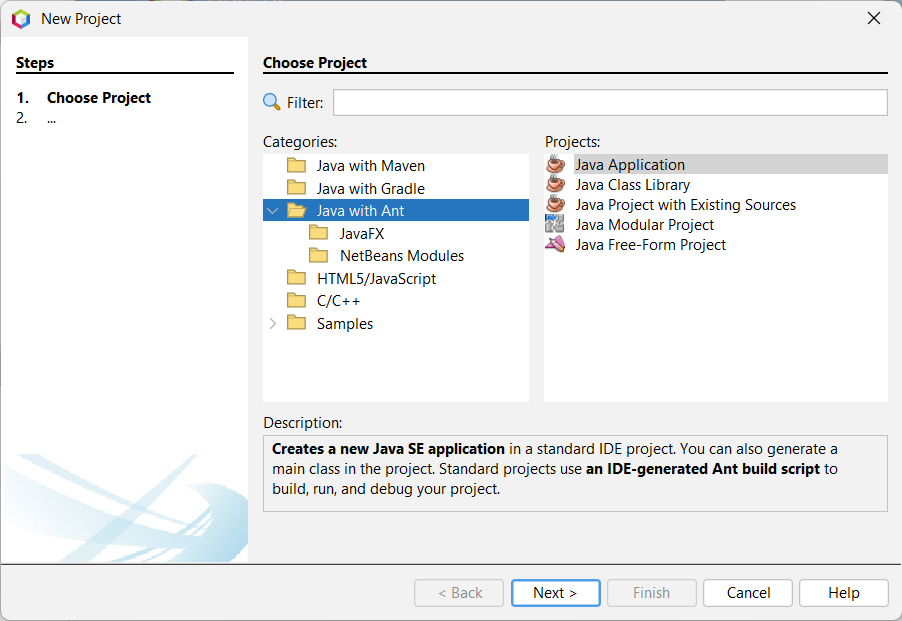 New Project
Steps
1. Choose Project
2. ...
Choose Project
Filter:
Categories:
Java with Maven
Java with Gradle
Java with Ant
JavaFX
NetBeans Modules
HTML5/JavaScript
C/C++
Samples
Projects:
Java Application
Java Class Library
Java Project with Existing Sources
Java Modular Project
Java Free-Form Project
Description:
Creates a new Java SE application in a standard IDE project. You can also generate a
main class in the project. Standard projects use an IDE-generated Ant build script to
build, run, and debug your project.
< Back
Next >
Finish
Cancel
Help